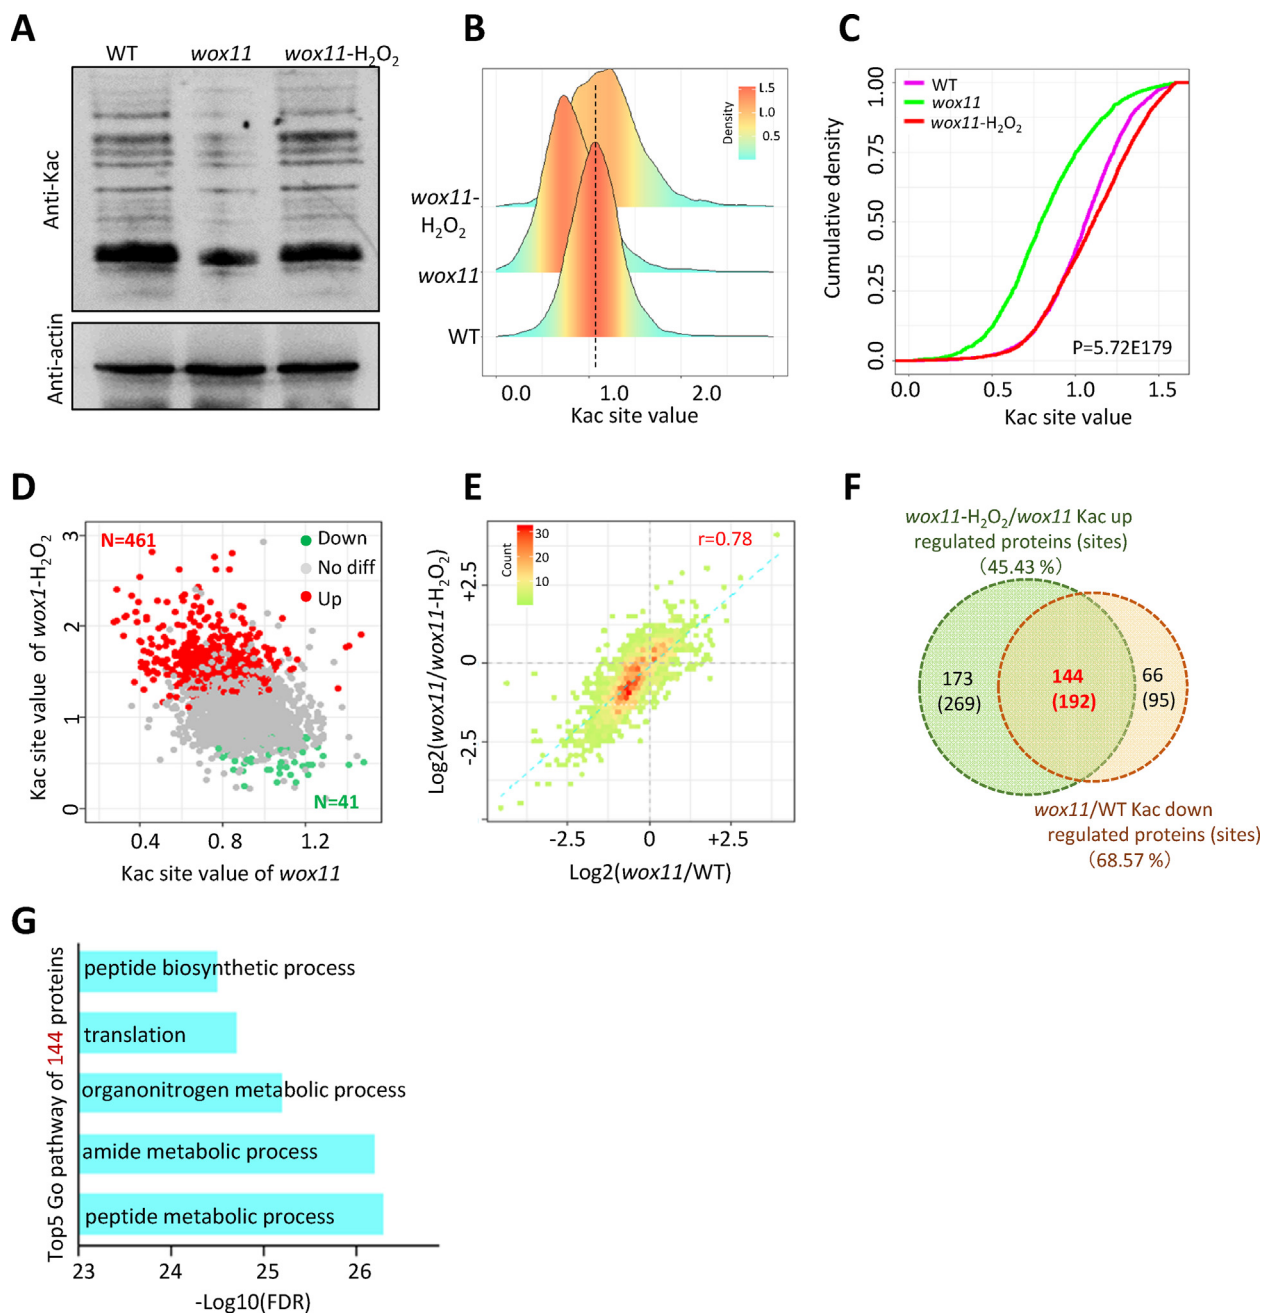 A
WT wox11 wox11-H₂O₂
Anti-Kac
Anti-actin
B
Density
1.5
1.0
0.5
wox11-
H₂O₂
wox11
WT
0.0 1.0 2.0
Kac site value
C
Cumulative density
1.00
0.75
0.50
0.25
0.0
WT
wox11
wox11-H₂O₂
P=5.72E179
0.0 0.5 1.0 1.5
Kac site value
D
Kac site value of wox1-H₂O₂
3
2
1
0
N=461
Down
No diff
Up
N=41
0.4 0.8 1.2
Kac site value of wox11
E
Log2(wox11/wox11-H₂O₂)
+2.5
0
-2.5
Count
30
20
10
r=0.78
-2.5 0 +2.5
Log2(wox11/WT)
F
wox11-H₂O₂/wox11 Kac up
regulated proteins (sites)
(45.43 %)
173
(269)
144
(192)
66
(95)
wox11/WT Kac down
regulated proteins (sites)
(68.57 %)
G
Top5 Go pathway of 144 proteins
peptide biosynthetic process
translation
organonitrogen metabolic process
amide metabolic process
peptide metabolic process
23 24 25 26
-Log10(FDR)